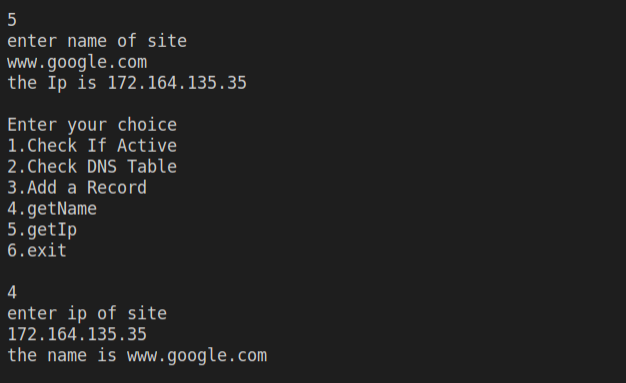 5
enter name of site
www.google.com
the Ip is 172.164.135.35
Enter your choice
1.Check If Active
2.Check DNS Table
3.Add a Record
4.getName
5.getIp
6.exit
4
enter ip of site
172.164.135.35
the name is www.google.com